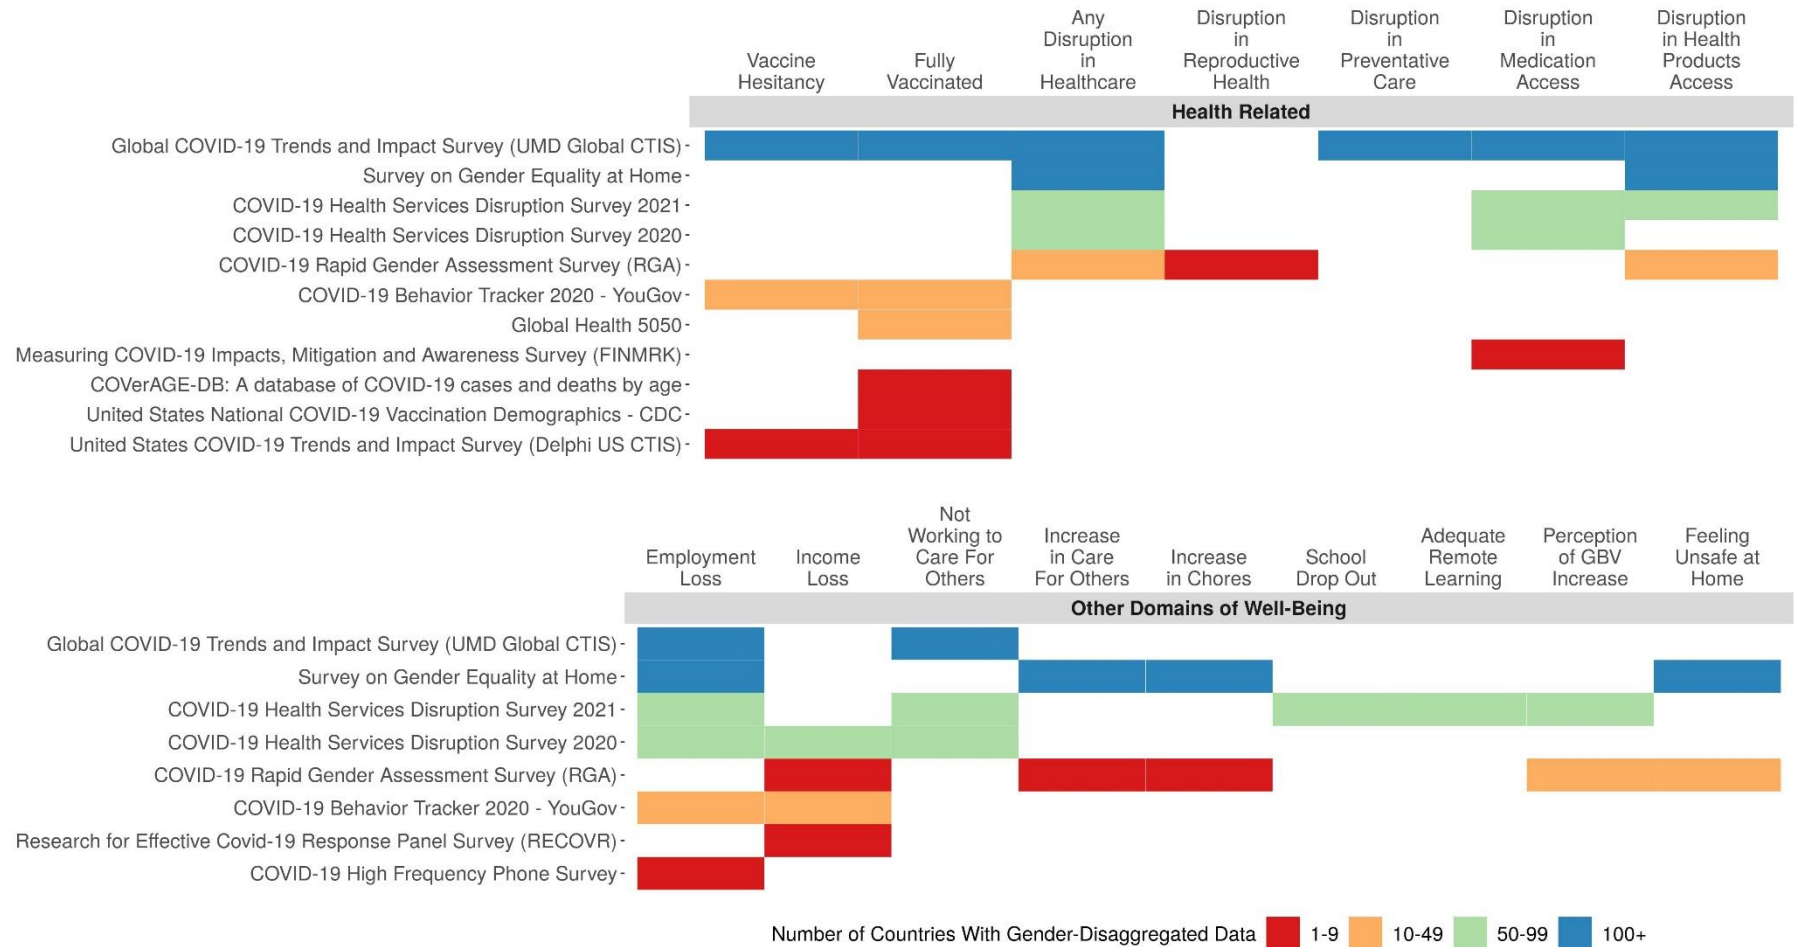 Vaccine
Hesitancy
Fully
Vaccinated
Any
Disruption
in
Healthcare
Disruption
in
Reproductive
Health
Disruption
in
Preventative
Care
Disruption
in
Medication
Access
Disruption
in Health
Products
Access
Health Related
Global COVID-19 Trends and Impact Survey (UMD Global CTIS)
Survey on Gender Equality at Home
COVID-19 Health Services Disruption Survey 2021
COVID-19 Health Services Disruption Survey 2020
COVID-19 Rapid Gender Assessment Survey (RGA)
COVID-19 Behavior Tracker 2020 - YouGov
Global Health 5050
Measuring COVID-19 Impacts, Mitigation and Awareness Survey (FINMRK)
COVerAGE-DB: A database of COVID-19 cases and deaths by age
United States National COVID-19 Vaccination Demographics - CDC
United States COVID-19 Trends and Impact Survey (Delphi US CTIS)
Employment
Loss
Income
Loss
Not
Working to
Care For
Others
Increase
in Care
For Others
Increase
in Chores
School
Drop Out
Adequate
Remote
Learning
Perception
of GBV
Increase
Feeling
Unsafe at
Home
Other Domains of Well-Being
Global COVID-19 Trends and Impact Survey (UMD Global CTIS)
Survey on Gender Equality at Home
COVID-19 Health Services Disruption Survey 2021
COVID-19 Health Services Disruption Survey 2020
COVID-19 Rapid Gender Assessment Survey (RGA)
COVID-19 Behavior Tracker 2020 - YouGov
Research for Effective Covid-19 Response Panel Survey (RECOVR)
COVID-19 High Frequency Phone Survey
Number of Countries With Gender-Disaggregated Data 1-9 10-49 50-99 100+